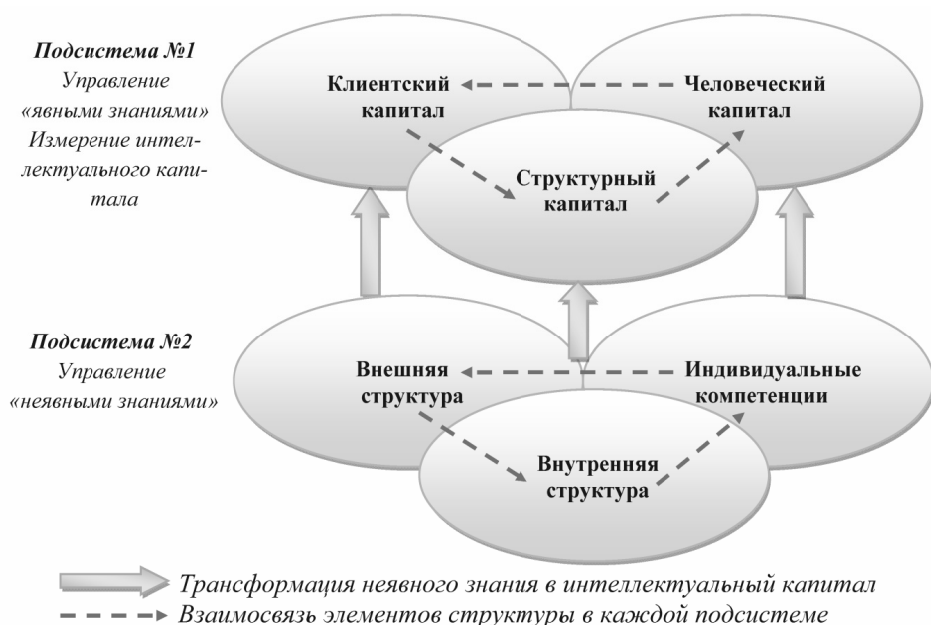 Подсистема №1
Управление
«явными знаниями»
Измерение интел-
лектуального капи-
тала
Клиентский
капитал
Человеческий
капитал
Структурный
капитал
Подсистема №2
Управление
«неявными знаниями»
Внешняя
структура
Индивидуальные
компетенции
Внутренняя
структура
Трансформация неявного знания в интеллектуальный капитал
Взаимосвязь элементов структуры в каждой подсистеме